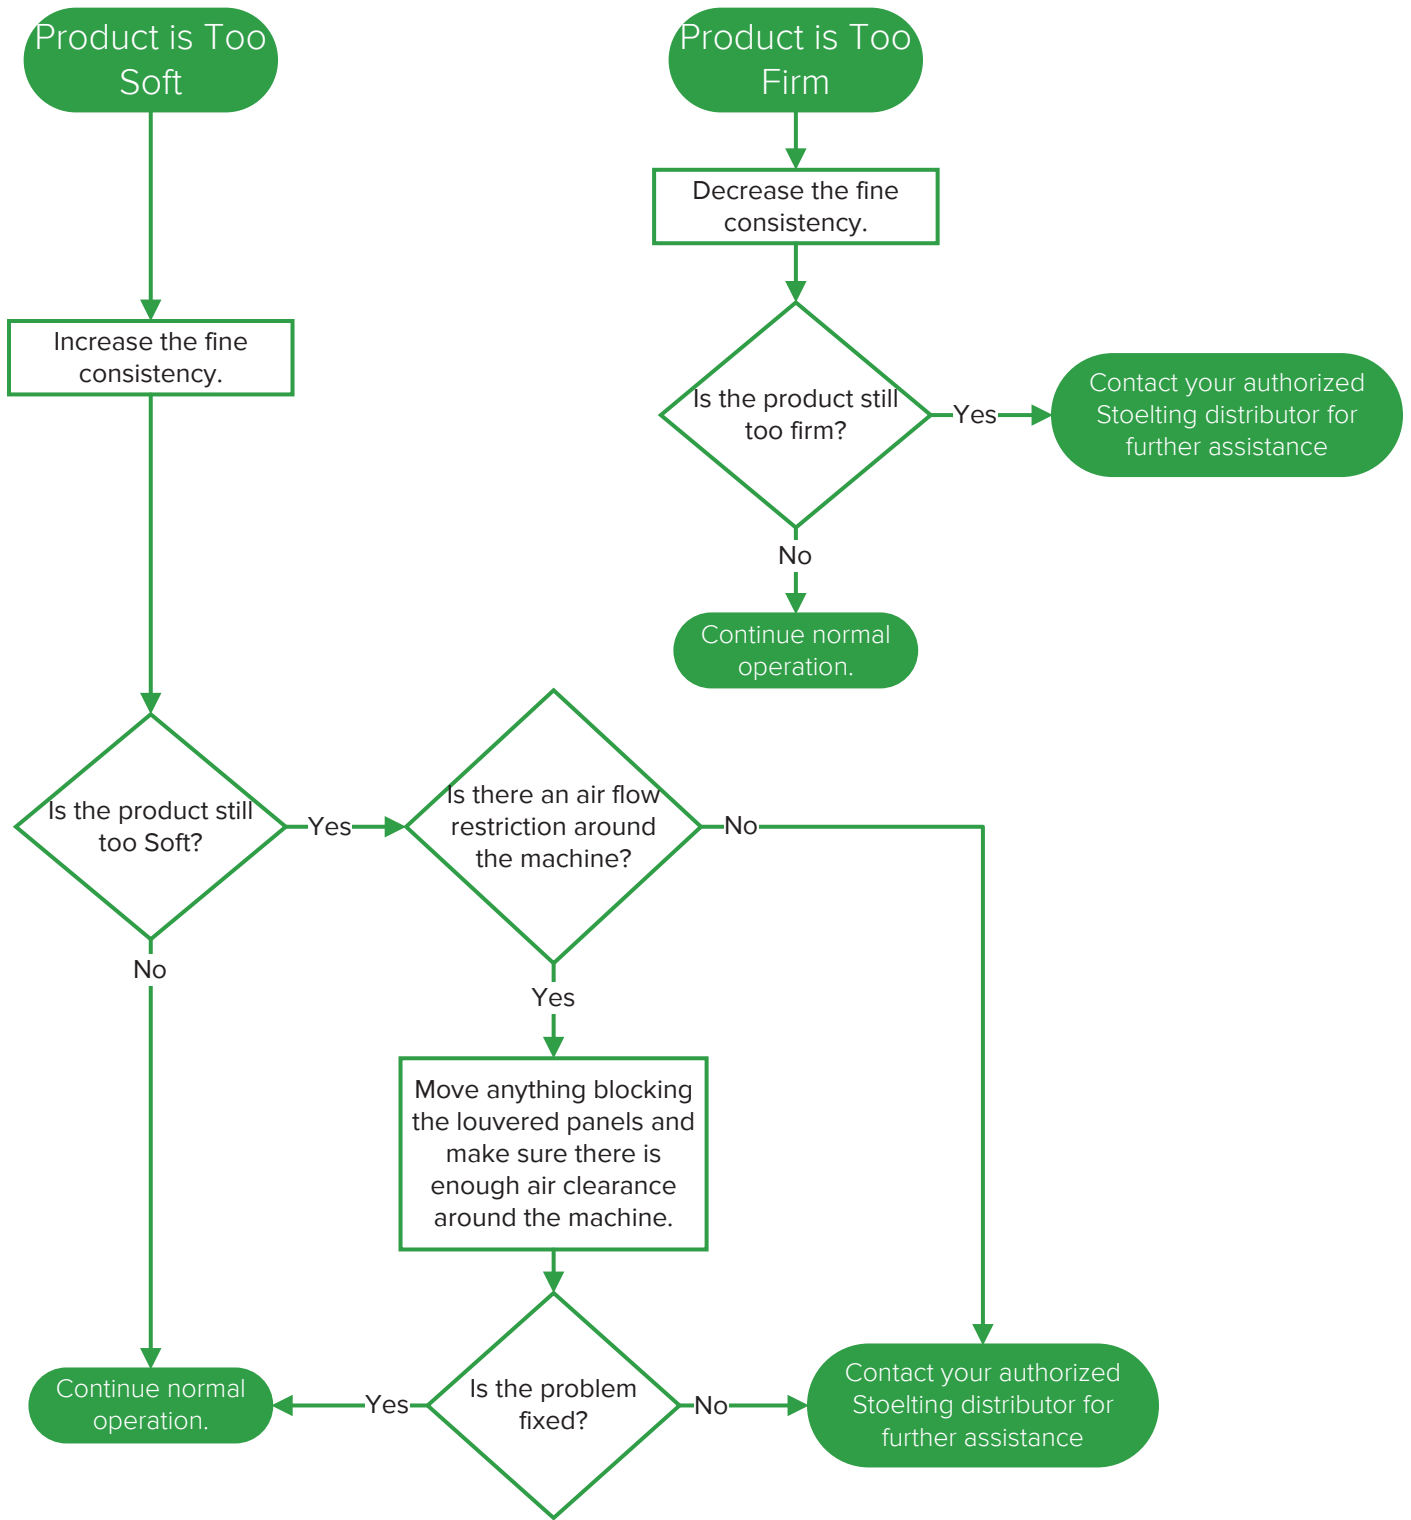 Product is Too
Soft
Increase the fine
consistency.
Is the product still
too Soft?
Yes
No
Is there an air flow
restriction around
the machine?
No
Yes
Move anything blocking
the louvered panels and
make sure there is
enough air clearance
around the machine.
Is the problem
fixed?
Yes
No
Continue normal
operation.
Contact your authorized
Stoelting distributor for
further assistance
Product is Too
Firm
Decrease the fine
consistency.
Is the product still
too firm?
Yes
Contact your authorized
Stoelting distributor for
further assistance
No
Continue normal
operation.